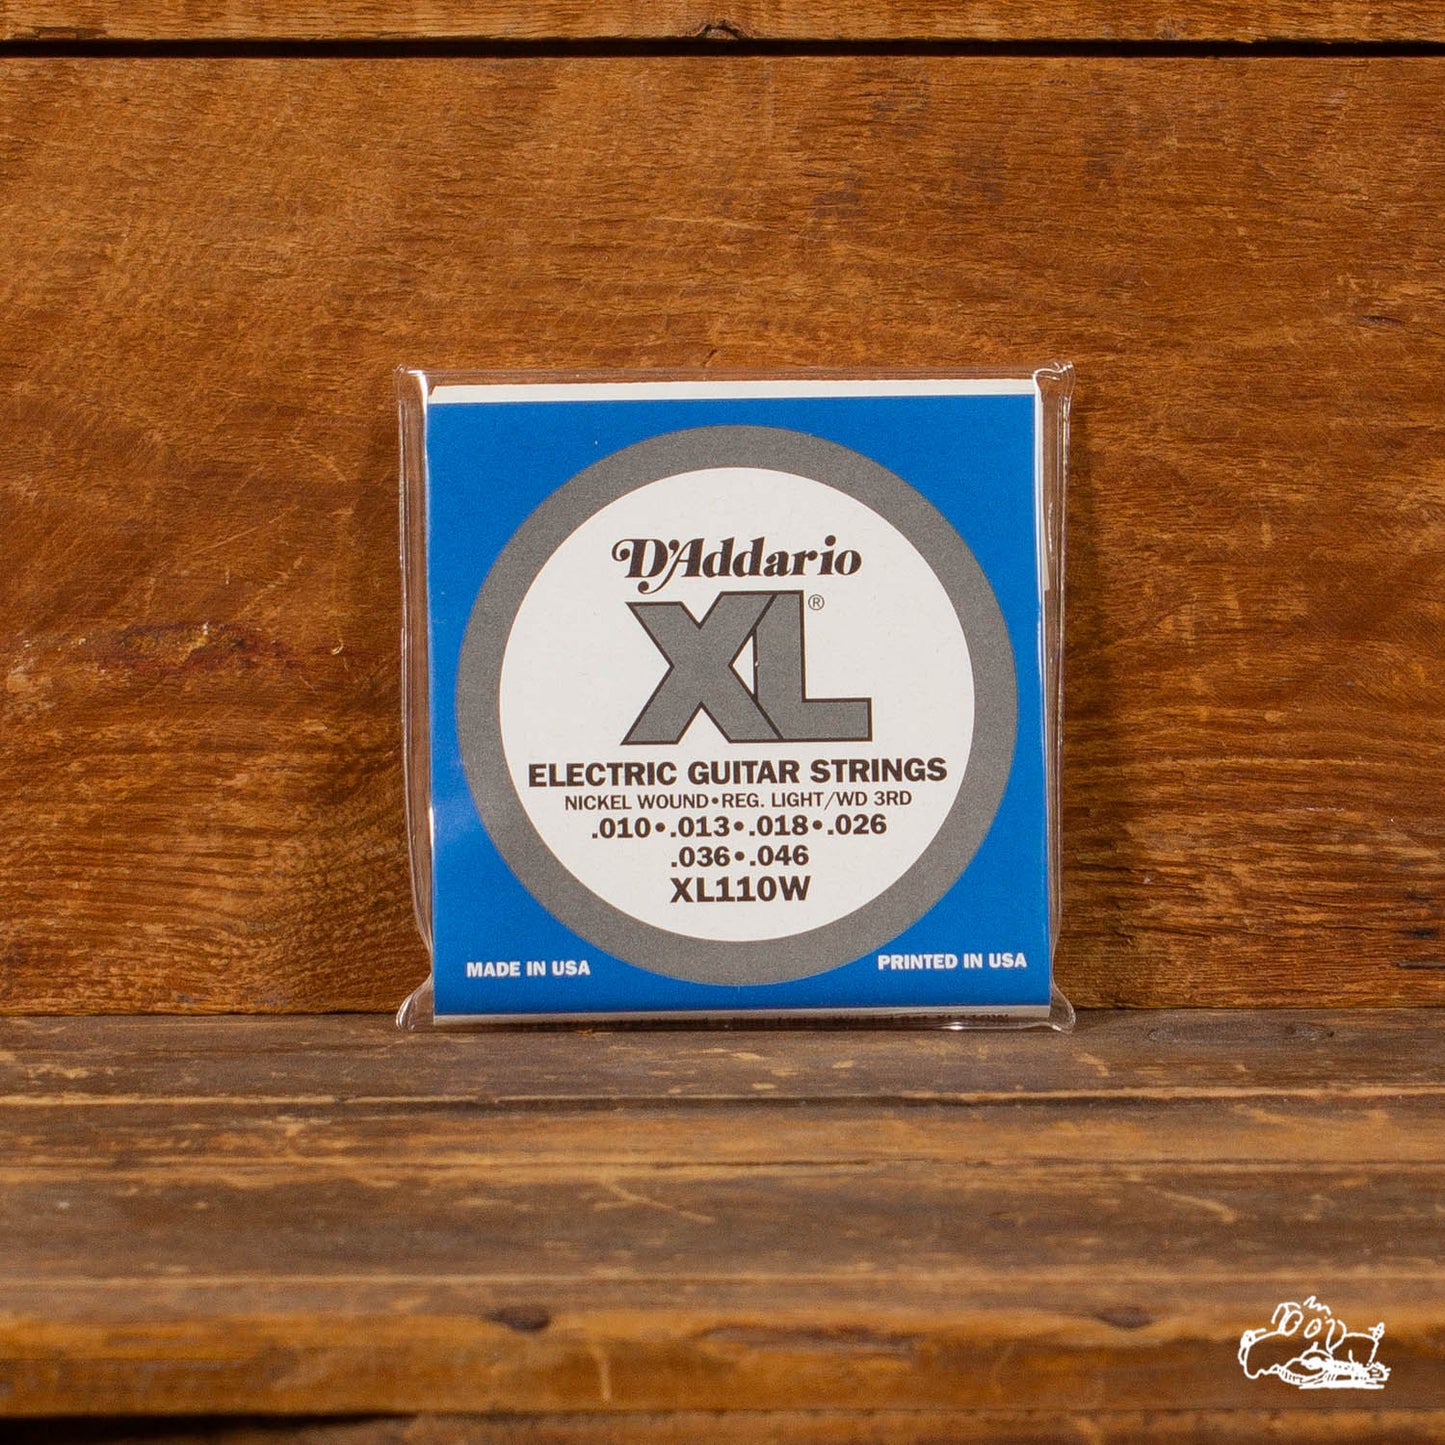 D'Addario
XL®
ELECTRIC GUITAR STRINGS
NICKEL WOUND•REG. LIGHT/WD 3RD
.010•.013•.018•.026
.036•.046
XL110W
MADE IN USA
PRINTED IN USA
XL110W